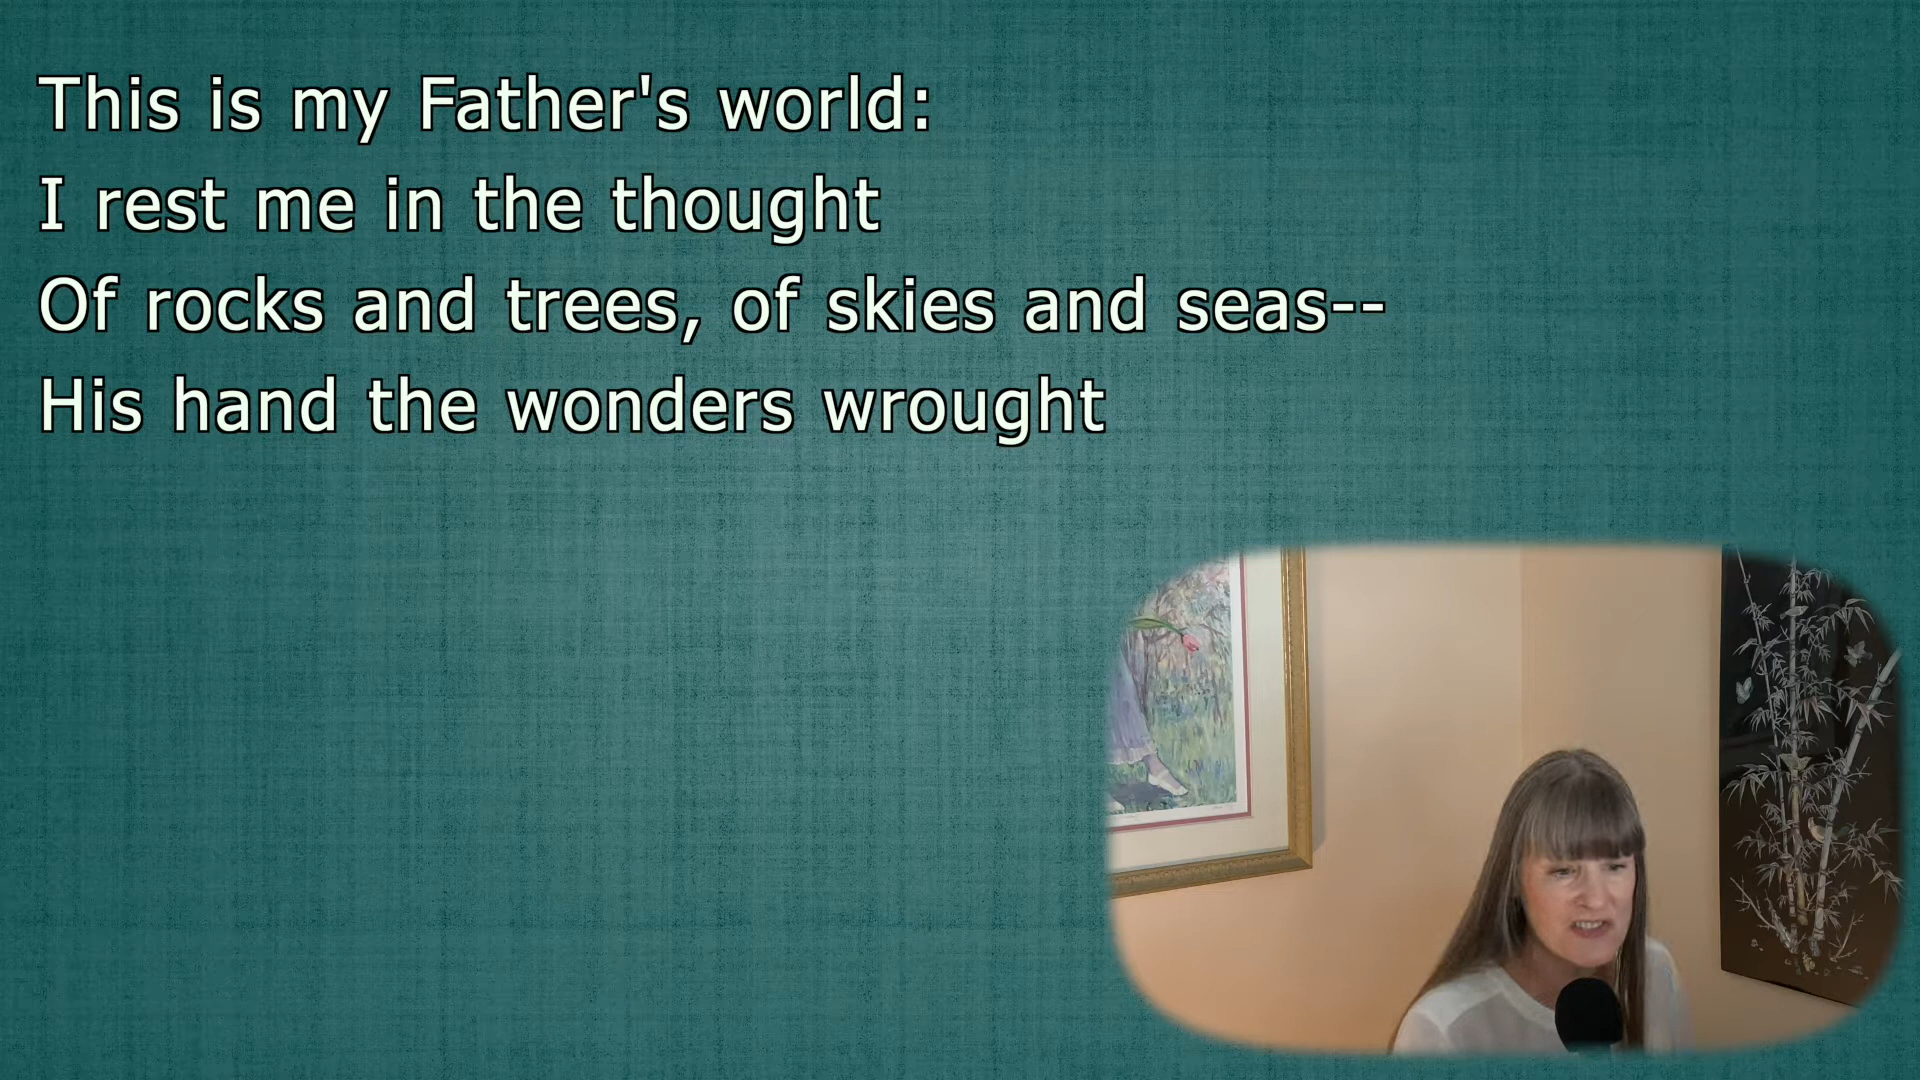 This is my Father's world:
I rest me in the thought
Of rocks and trees, of skies and seas--
His hand the wonders wrought